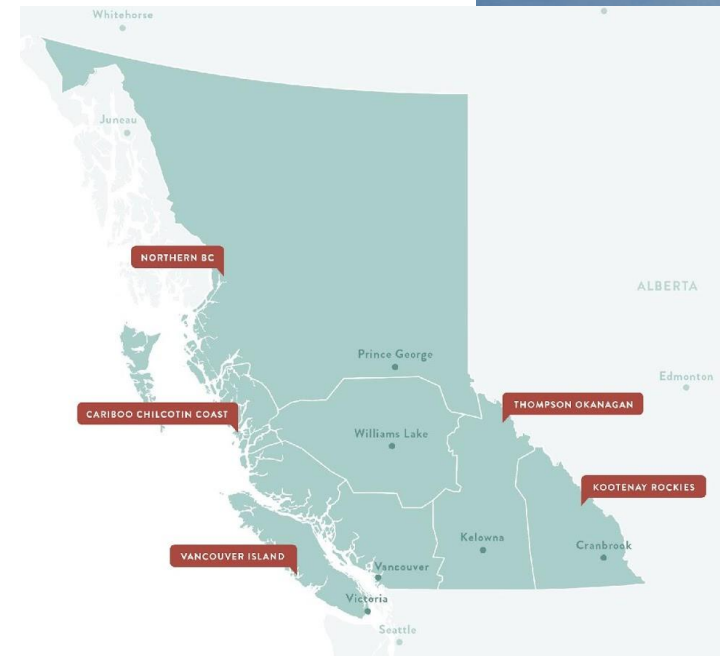 Whitehorse
Juneau
NORTHERN BC
ALBERTA
Prince George
Edmonton
THOMPSON OKANAGAN
CARIBOO CHILCOTIN COAST
Williams Lake
KOOTENAY ROCKIES
Kelowna
Cranbrook
VANCOUVER ISLAND
Vancouver
Victoria
Seattle